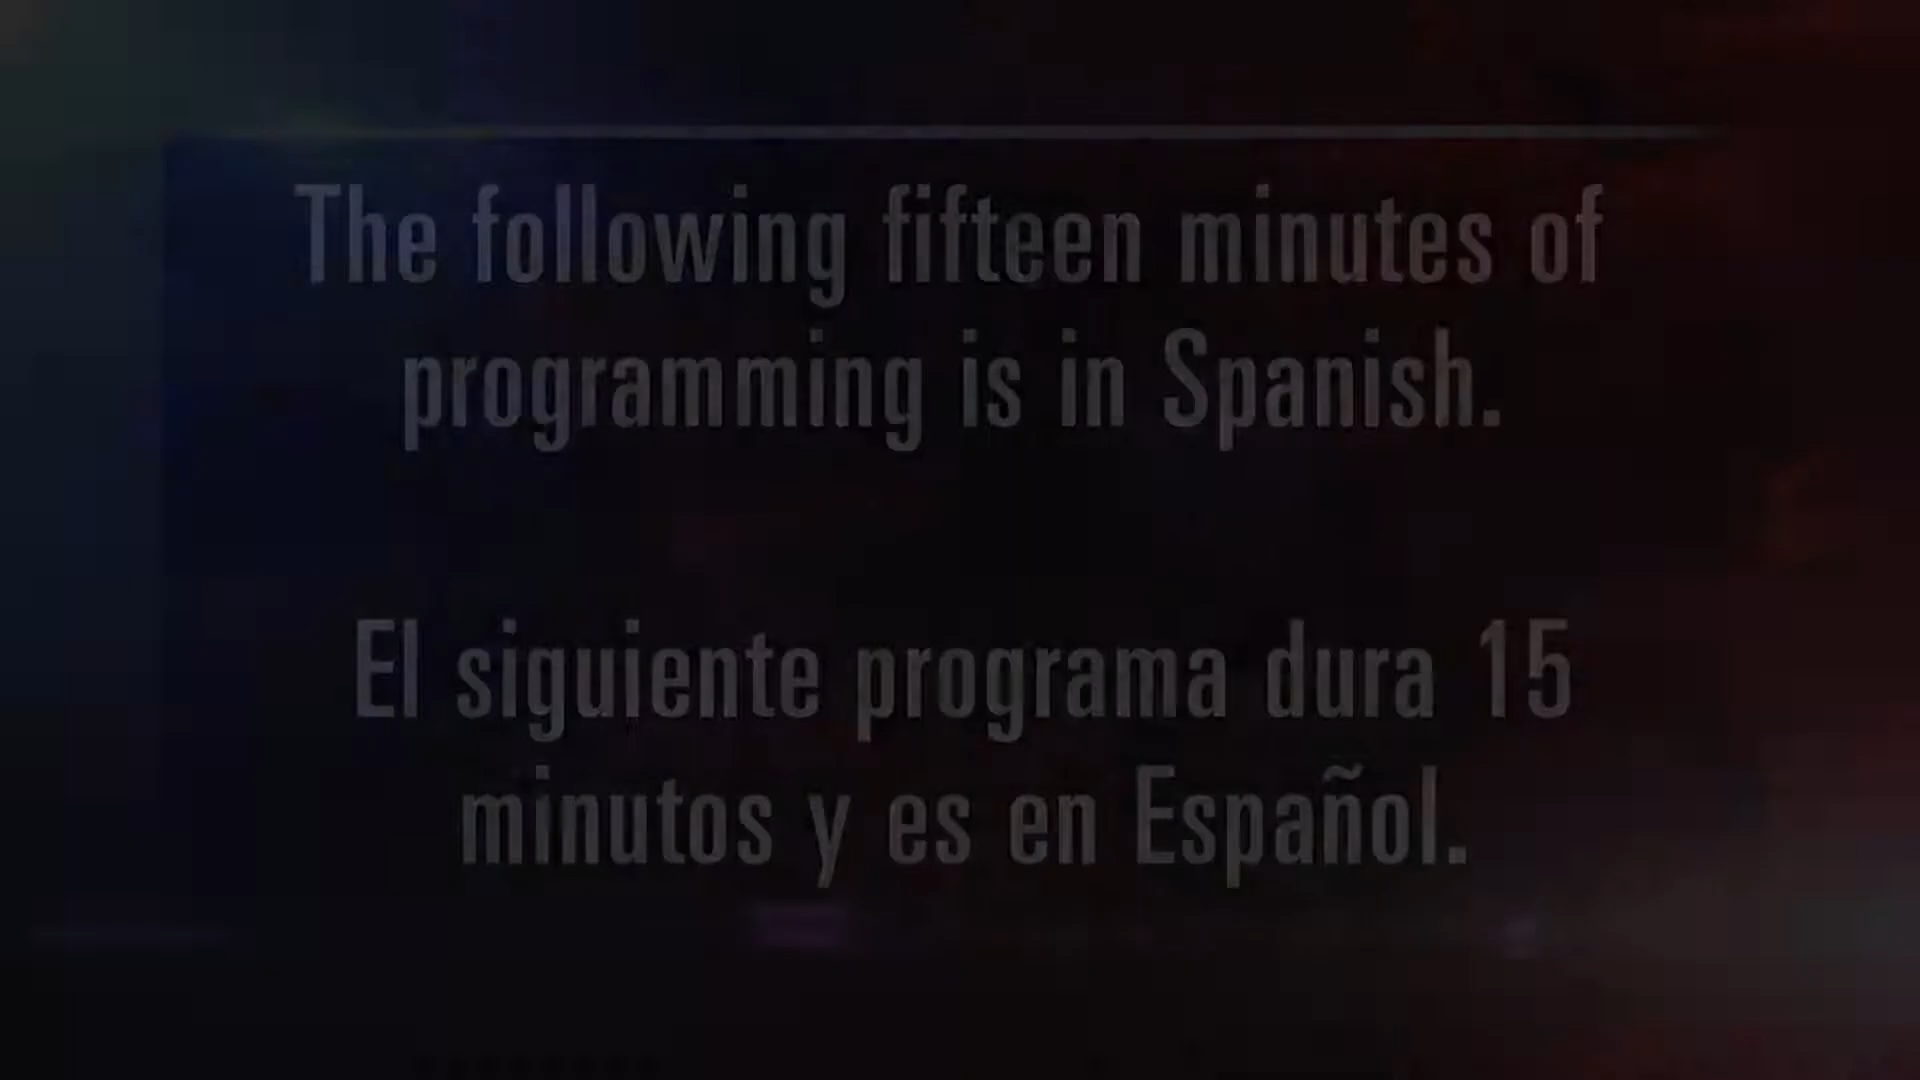 The following fifteen minutes of
programming is in Spanish.
El siguiente programa dura 15
minutos y es en Español.